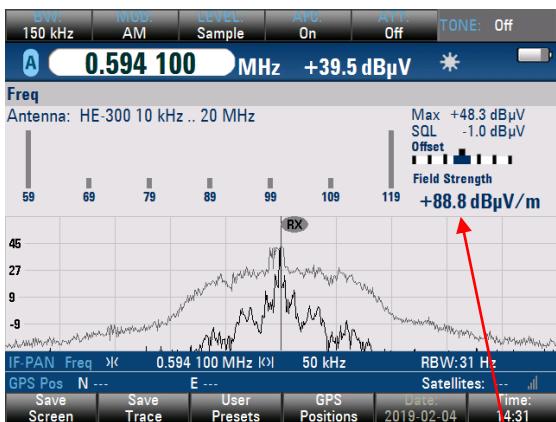 BW: MOD: LEVEL: AFC: ATT: TONE: Off
150 kHz AM Sample On Off
A 0.594 100 MHz +39.5 dBµV
Freq
Antenna: HE-300 10 kHz .. 20 MHz Max +48.3 dBµV
SQL -1.0 dBµV
Offset
Field Strength
59 69 79 89 99 109 119 +88.8 dBµV/m
RX
45
27
9
-9
IF-PAN Freq 0.594 100 MHz 50 kHz RBW:31 Hz
GPS Pos N --- E --- Satellites: ---
Save Save User GPS Date: Time:
Screen Trace Presets Positions 2019-02-04 14:31